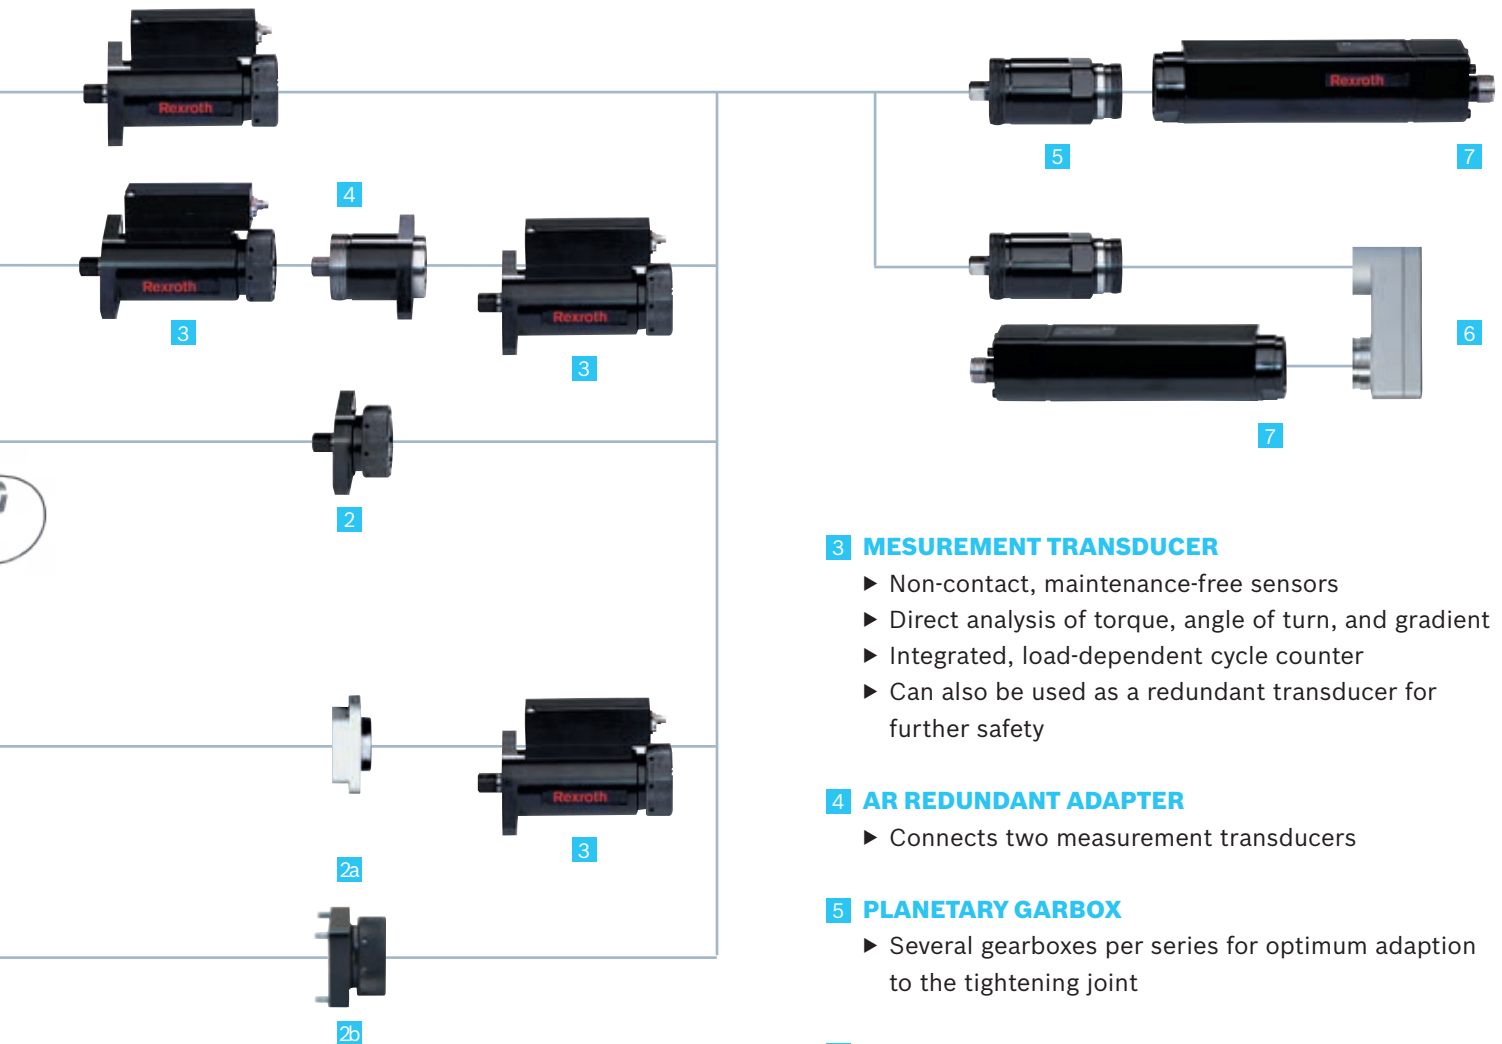 Rexroth
Rexroth
5
7
4
Rexroth
3
Rexroth
3
6
7
2
3 MESUREMENT TRANSDUCER
▶ Non-contact, maintenance-free sensors
▶ Direct analysis of torque, angle of turn, and gradient
▶ Integrated, load-dependent cycle counter
▶ Can also be used as a redundant transducer for
further safety
Rexroth
3
2a
2b
4 AR REDUNDANT ADAPTER
▶ Connects two measurement transducers
5 PLANETARY GARBOX
▶ Several gearboxes per series for optimum adaption
to the tightening joint